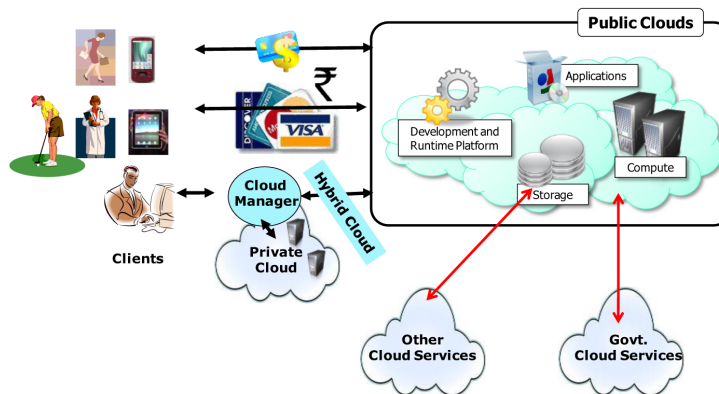 Public Clouds
Applications
Development and
Runtime Platform
Compute
Storage
₹
DISCOVER
VISA
Cloud
Manager
Hybrid Cloud
Private
Cloud
Clients
Other
Cloud Services
Govt.
Cloud Services
$